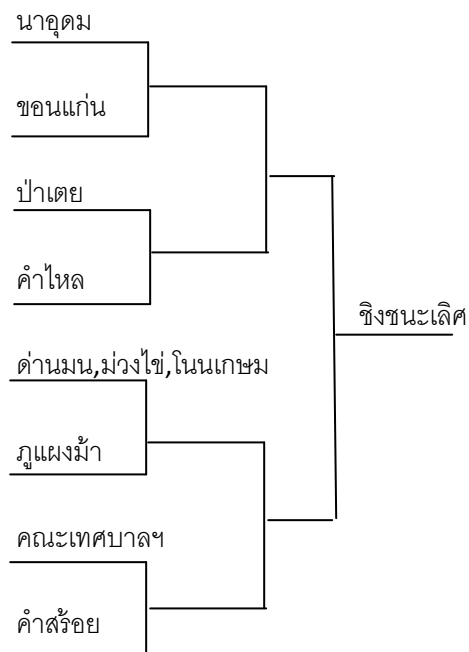 นาอุดม
ขอนแก่น
ป่าเตย
คำไหล
ชิงชนะเลิศ
ด่านมน,ม่วงไข่,โนนเกษม
ภูแผงม้า
คณะเทศบาลฯ
คำสร้อย